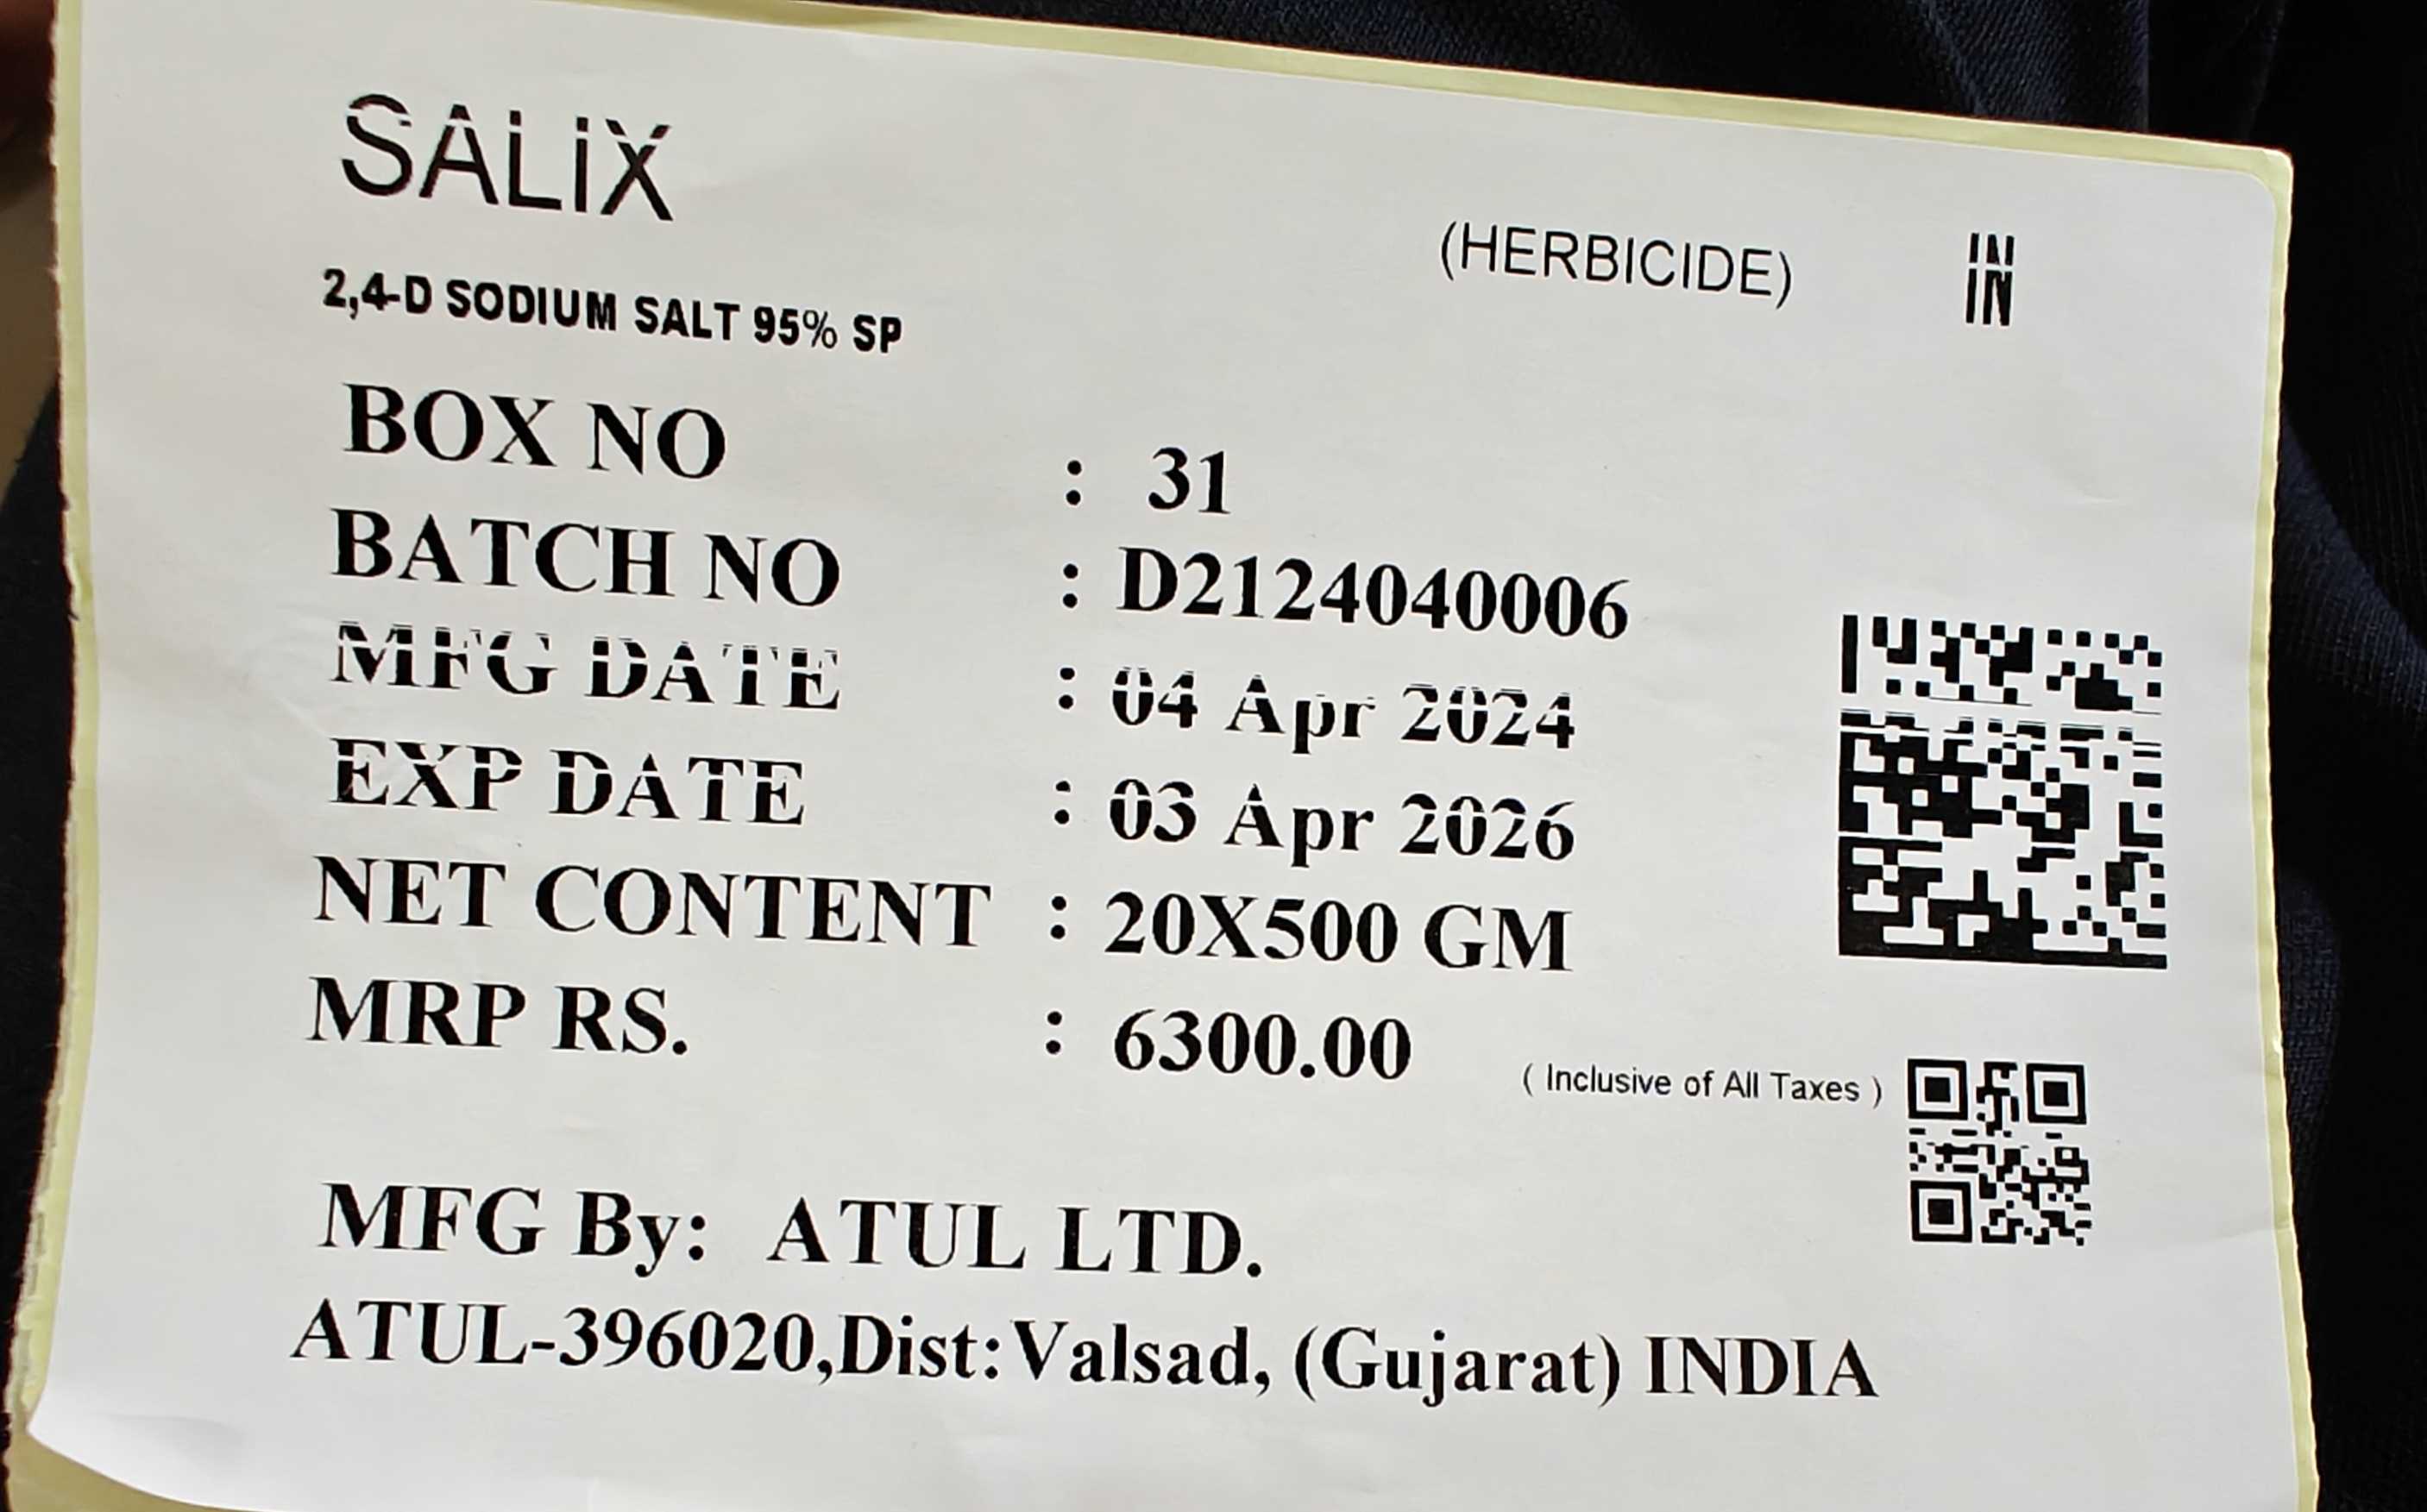 SALiX
(HERBICIDE) IN
2,4-D SODIUM SALT 95% SP
BOX NO : 31
BATCH NO : D2124040006
MFG DATE : 04 Apr 2024
EXP DATE : 03 Apr 2026
NET CONTENT : 20X500 GM
MRP RS. : 6300.00 ( Inclusive of All Taxes )
MFG By: ATUL LTD.
ATUL-396020,Dist:Valsad, (Gujarat) INDIA